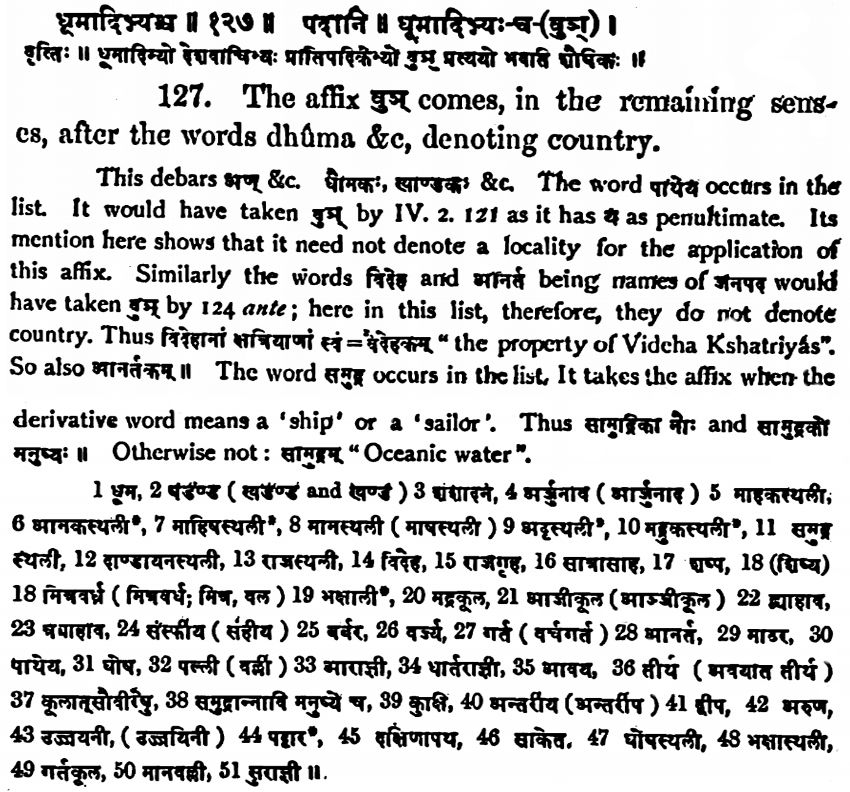 धूमादिभ्यश्च ॥ १२७ ॥ पदानि ॥ धूमादिभ्यः-च-(वुञ्) ।
वृत्तिः ॥ धूमादिभ्यो देशवाचिभ्यः प्रातिपदिकेभ्यो वुञ् प्रत्ययो भवति शैषिकः ॥
127. The affix वुञ् comes, in the remaining sens-
es, after the words dhûma &c, denoting country.
This debars अण् &c. धौमकः, खाण्डकः &c. The word पाथेय occurs in the
list. It would have taken वुञ् by IV. 2. 121 as it has य as penultimate. Its
mention here shows that it need not denote a locality for the application of
this affix. Similarly the words विदेह and आनर्त being names of जनपद would
have taken वुञ् by 124 ante; here in this list, therefore, they do not denote
country. Thus विदेहानां क्षत्रियाणां स्वं = वैदेहकम् "the property of Videha Kshatriyâs".
So also आनर्तकम् ॥ The word समुद्र occurs in the list. It takes the affix when the
derivative word means a 'ship' or a 'sailor'. Thus सामुद्रिका नौः and सामुद्रको
मनुष्यः ॥ Otherwise not : सामुद्रम् "Oceanic water".
1 धूम, 2 षडण्ड ( खडण्ड and खण्ड ) 3 शशादन, 4 अर्जुनाव ( आर्जुनाद ) 5 माहकस्थली,
6 आनकस्थली*, 7 माहिषस्थली*, 8 मानस्थली ( माषस्थली ) 9 अट्टस्थली*, 10 मद्रुकस्थली*, 11 समुद्र
स्थली, 12 दाण्डायनस्थली, 13 राजस्थली, 14 विदेह, 15 राजगृह, 16 सात्रासाह, 17 शष्प, 18 (शिष्य)
18 मित्रवर्ध्र ( मित्रवर्ध; मित्र, वल ) 19 भक्षाली*, 20 मद्रकूल, 21 आजीकूल (आञ्जीकूल ) 22 द्व्याहाव,
23 त्र्याहाव, 24 संस्फीय ( संहीय ) 25 बर्बर, 26 वर्ज्य, 27 गर्त ( वर्चगर्त ) 28 आनर्त, 29 माठर, 30
पाथेय, 31 घोष, 32 पल्ली ( वल्ली ) 33 आराज्ञी, 34 धार्तराज्ञी, 35 आवय, 36 तीर्थ ( अवयात तीर्थ )
37 कूलात्सौवीरेषु, 38 समुद्रान्नावि मनुष्ये च, 39 कुक्षि, 40 अन्तरीय (अन्तरीप ) 41 द्वीप, 42 अरुण,
43 उज्जयनी, ( उज्जयिनी ) 44 पट्टार*, 45 दक्षिणापथ, 46 साकेत. 47 घोषस्थली, 48 भक्षास्थली,
49 गर्तकूल, 50 मानवल्ली, 51 सुराज्ञी ॥.